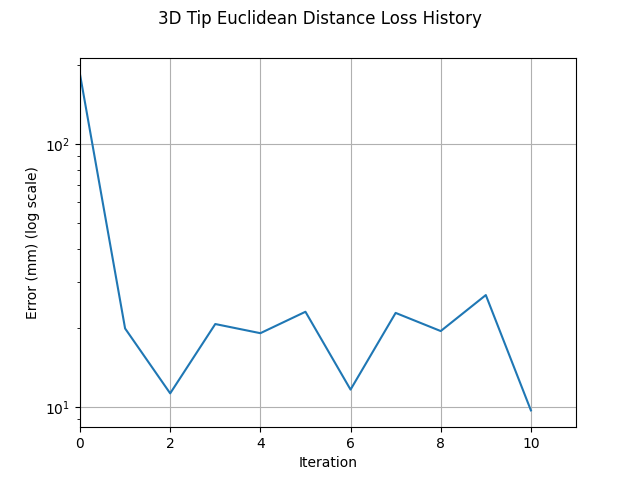 3D Tip Euclidean Distance Loss History
Error (mm) (log scale)
10²
10¹
0 2 4 6 8 10
Iteration